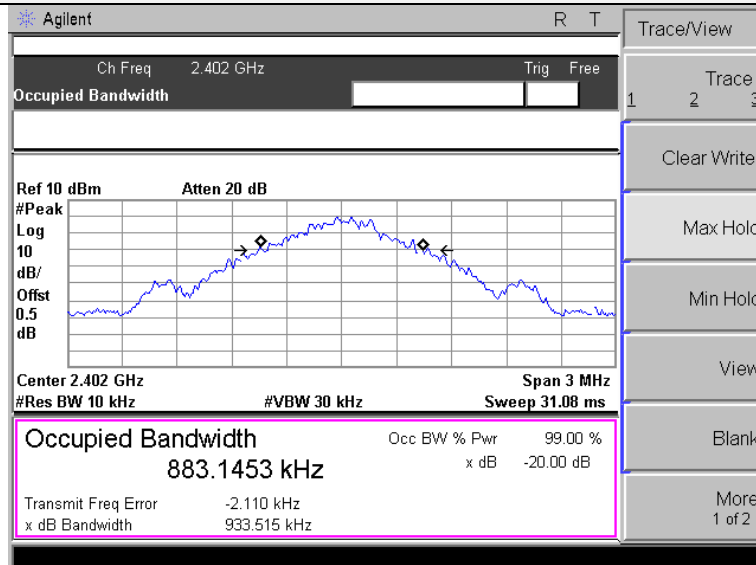 Agilent
R T
Ch Freq 2.402 GHz
Trig Free
Occupied Bandwidth
Ref 10 dBm
Atten 20 dB
#Peak
Log
10
dB/
Offst
0.5
dB
Center 2.402 GHz
Span 3 MHz
#Res BW 10 kHz
#VBW 30 kHz
Sweep 31.08 ms
Occupied Bandwidth
883.1453 kHz
Occ BW % Pwr 99.00 %
x dB -20.00 dB
Transmit Freq Error -2.110 kHz
x dB Bandwidth 933.515 kHz
Trace/View
Trace
1 2 3
Clear Write
Max Hold
Min Hold
View
Blank
More
1 of 2